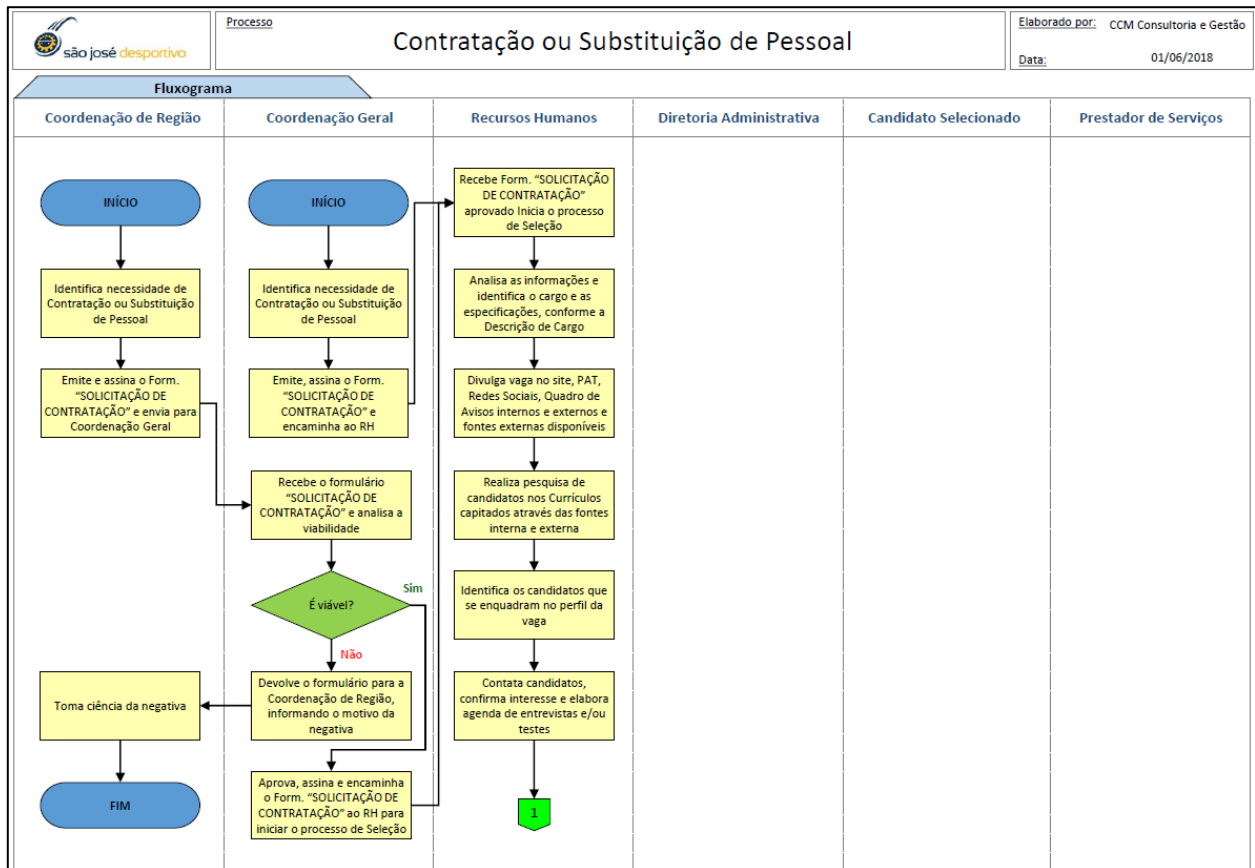 são josé desportivo
Processo
Contratação ou Substituição de Pessoal
Elaborado por: CCM Consultoria e Gestão
Data: 01/06/2018
Fluxograma
Coordenação de Região
Coordenação Geral
Recursos Humanos
Diretoria Administrativa
Candidato Selecionado
Prestador de Serviços
INÍCIO
Identifica necessidade de
Contratação ou Substituição
de Pessoal
Emite e assina o Form.
“SOLICITAÇÃO DE
CONTRATAÇÃO” e envia para
Coordenação Geral
Toma ciência da negativa
FIM
INÍCIO
Identifica necessidade de
Contratação ou Substituição
de Pessoal
Emite, assina o Form.
“SOLICITAÇÃO DE
CONTRATAÇÃO” e
encaminha ao RH
Recebe o formulário
“SOLICITAÇÃO DE
CONTRATAÇÃO” e analisa a
viabilidade
É viável?
Sim
Não
Devolve o formulário para a
Coordenação de Região,
informando o motivo da
negativa
Aprova, assina e encaminha
o Form. “SOLICITAÇÃO DE
CONTRATAÇÃO” ao RH para
iniciar o processo de Seleção
Recebe Form. “SOLICITAÇÃO
DE CONTRATAÇÃO”
aprovado Inicia o processo
de Seleção
Analisa as informações e
identifica o cargo e as
especificações, conforme a
Descrição de Cargo
Divulga vaga no site, PAT,
Redes Sociais, Quadro de
Avisos internos e externos e
fontes externas disponíveis
Realiza pesquisa de
candidatos nos Currículos
capitados através das fontes
interna e externa
Identifica os candidatos que
se enquadram no perfil da
vaga
Contata candidatos,
confirma interesse e elabora
agenda de entrevistas e/ou
testes
1